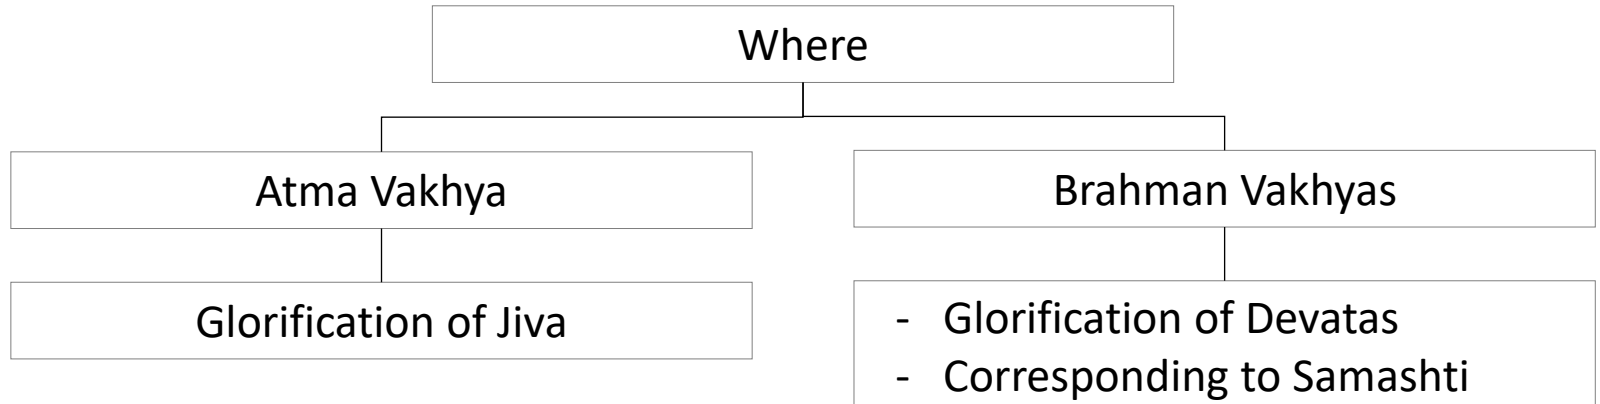 Where
Atma Vakhya
Brahman Vakhyas
Glorification of Jiva
- Glorification of Devatas
- Corresponding to Samashti